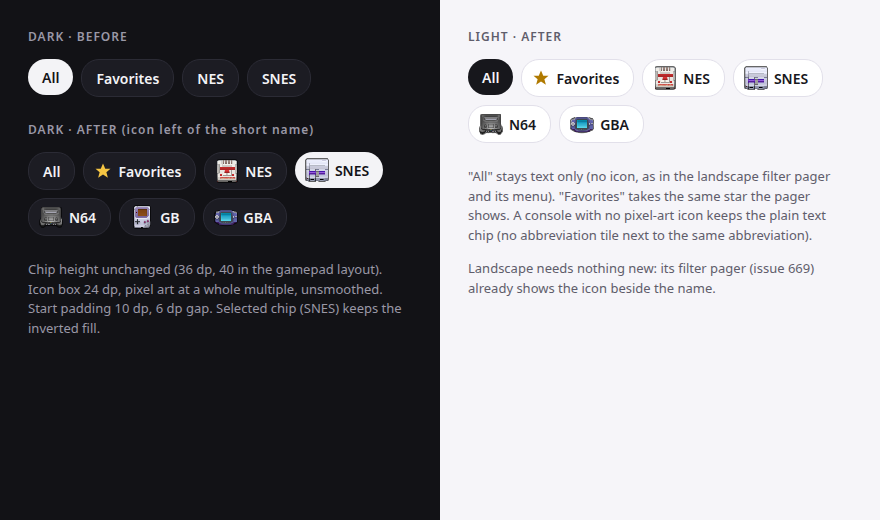 DARK · BEFORE
All Favorites NES SNES
DARK · AFTER (icon left of the short name)
All Favorites NES SNES
N64 GB GBA
Chip height unchanged (36 dp, 40 in the gamepad layout).
Icon box 24 dp, pixel art at a whole multiple, unsmoothed.
Start padding 10 dp, 6 dp gap. Selected chip (SNES) keeps the
inverted fill.
LIGHT · AFTER
All Favorites NES SNES
N64 GBA
"All" stays text only (no icon, as in the landscape filter pager
and its menu). "Favorites" takes the same star the pager
shows. A console with no pixel-art icon keeps the plain text
chip (no abbreviation tile next to the same abbreviation).
Landscape needs nothing new: its filter pager (issue 669)
already shows the icon beside the name.